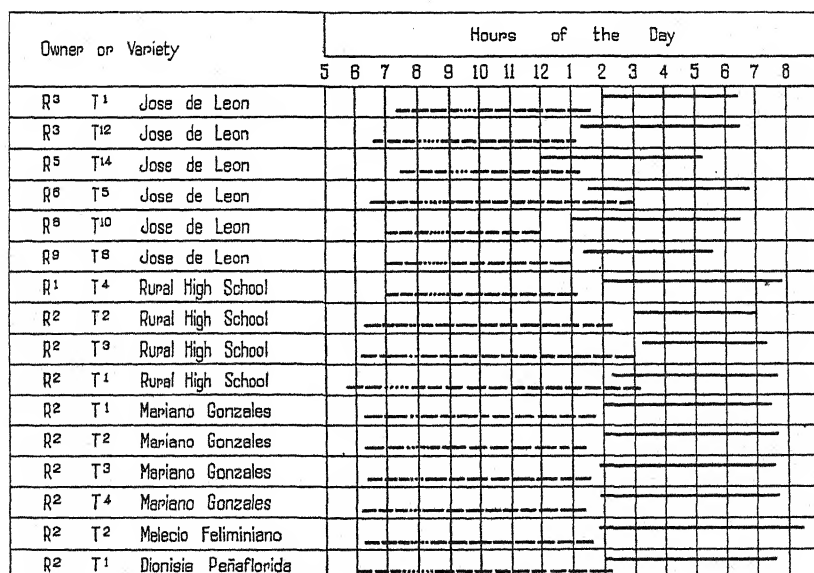 Owner or Variety
Hours of the Day
5 6 7 8 9 10 11 12 1 2 3 4 5 6 7 8
R3 T1 Jose de Leon
R3 T12 Jose de Leon
R5 T14 Jose de Leon
R6 T5 Jose de Leon
R8 T10 Jose de Leon
R9 T8 Jose de Leon
R1 T4 Rural High School
R2 T2 Rural High School
R2 T3 Rural High School
R2 T1 Rural High School
R2 T1 Mariano Gonzales
R2 T2 Mariano Gonzales
R2 T3 Mariano Gonzales
R2 T4 Mariano Gonzales
R2 T2 Melecio Feliminiano
R2 T1 Dionisia Peñaflorida